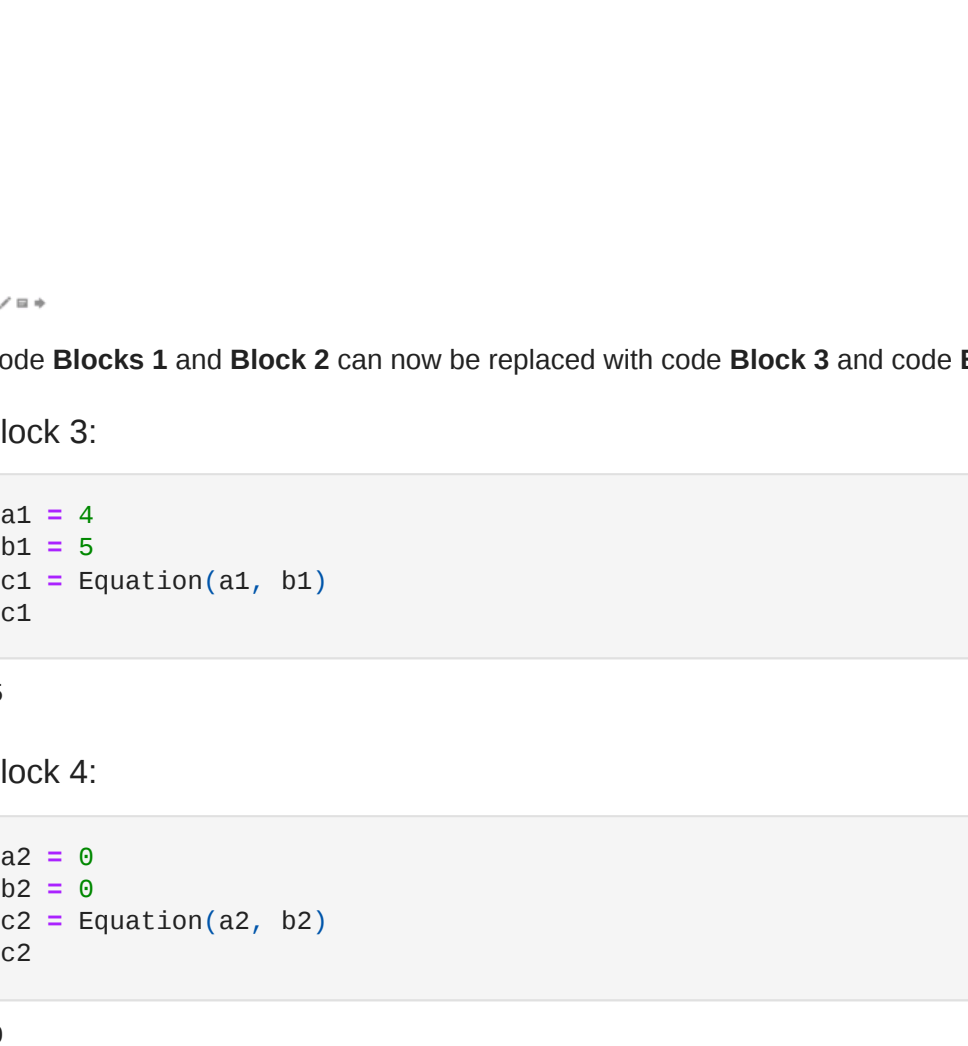 ode Blocks 1 and Block 2 can now be replaced with code Block 3 and code
lock 3:
a1 = 4
b1 = 5
c1 = Equation(a1, b1)
c1
lock 4:
a2 = 0
b2 = 0
c2 = Equation(a2, b2)
c2